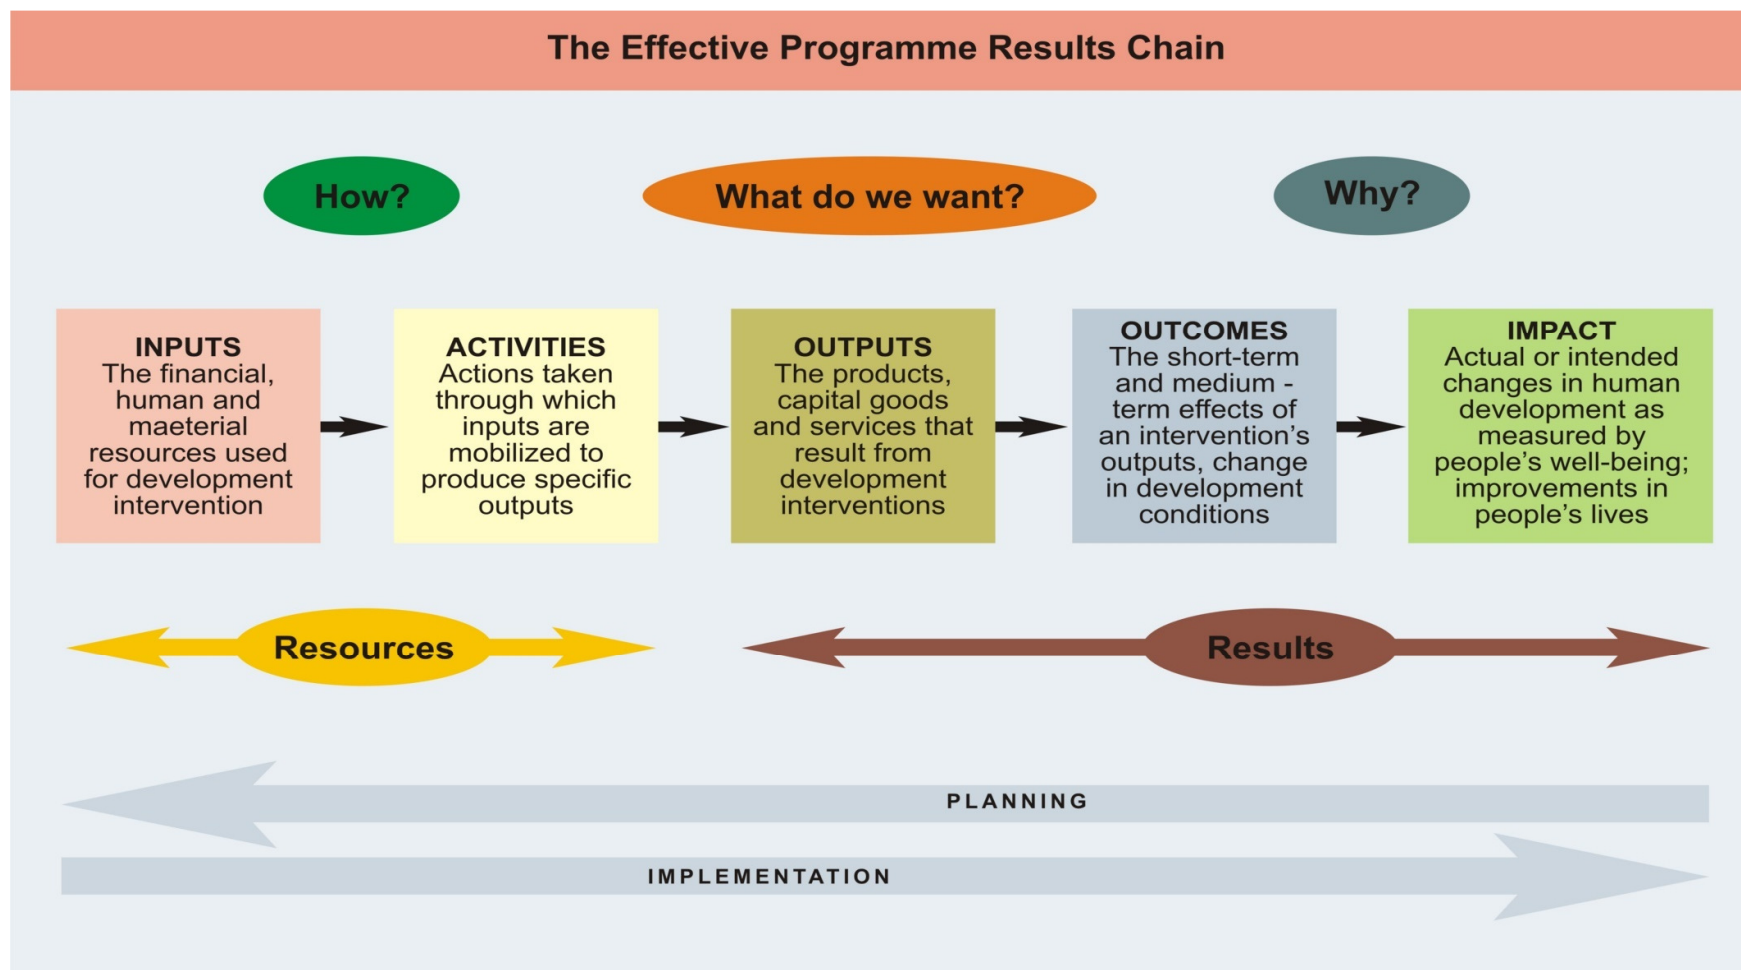 The Effective Programme Results Chain
How?
What do we want?
Why?
INPUTS
The financial,
human and
maeterial
resources used
for development
intervention
ACTIVITIES
Actions taken
through which
inputs are
mobilized to
produce specific
outputs
OUTPUTS
The products,
capital goods
and services that
result from
development
interventions
OUTCOMES
The short-term
and medium -
term effects of
an intervention’s
outputs, change
in development
conditions
IMPACT
Actual or intended
changes in human
development as
measured by
people’s well-being;
improvements in
people’s lives
Resources
Results
PLANNING
IMPLEMENTATION